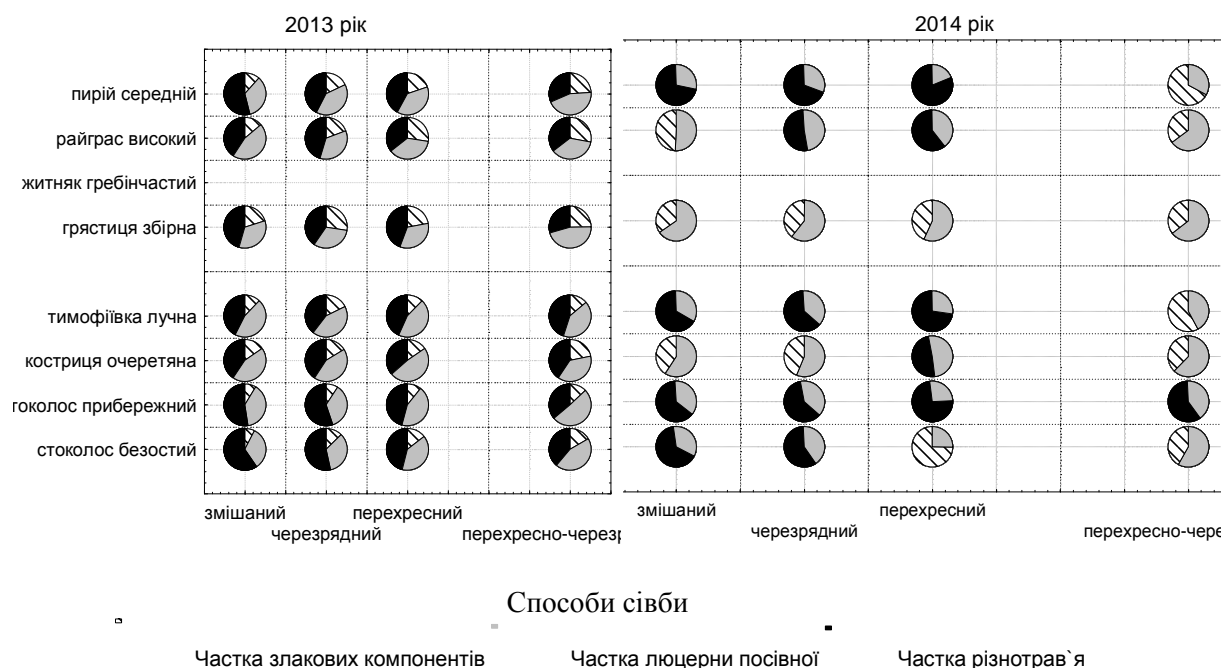 2013 рік
2014 рік
пирій середній
райграс високий
житняк гребінчастий
грястиця збірна
тимофіївка лучна
костриця очеретяна
токолос прибережний
стоколос безостий
змішаний
черезрядний
перехресний
перехресно-черезр
змішаний
черезрядний
перехресний
перехресно-чере
Способи сівби
Частка злакових компонентів
Частка люцерни посівної
Частка різнотрав`я